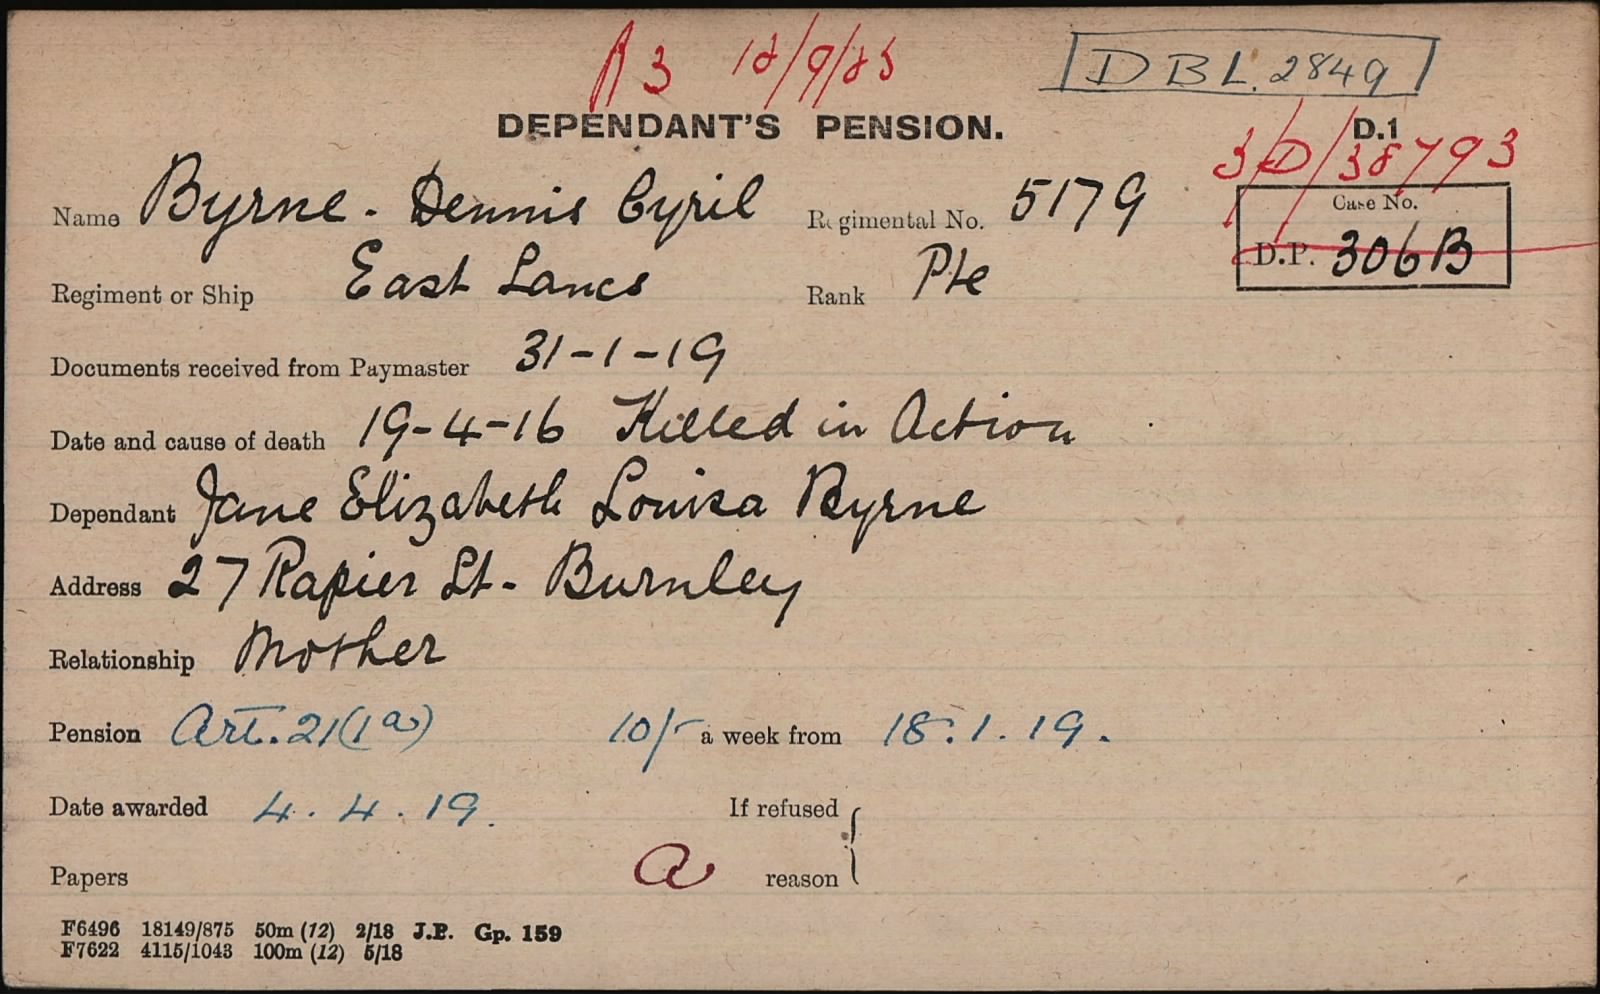 3 12/9/23
DBL. 2849
DEPENDANT'S PENSION.
D.1
3/D/38793
Name Byrne. Dennis Cyril Regimental No. 5179
Case No.
D.P. 306B
Regiment or Ship East Lancs Rank Pte
Documents received from Paymaster 31-1-19
Date and cause of death 19-4-16 Killed in Action
Dependant Jane Elizabeth Louisa Byrne
Address 27 Rapier St. Burnley
Relationship Mother
Pension Art. 21(1a) 10/- a week from 18.1.19.
Date awarded 4.4.19. If refused
Papers a reason
F6496 18149/875 50m (12) 2/18 J.P. Gp. 159
F7622 4115/1043 100m (12) 5/18